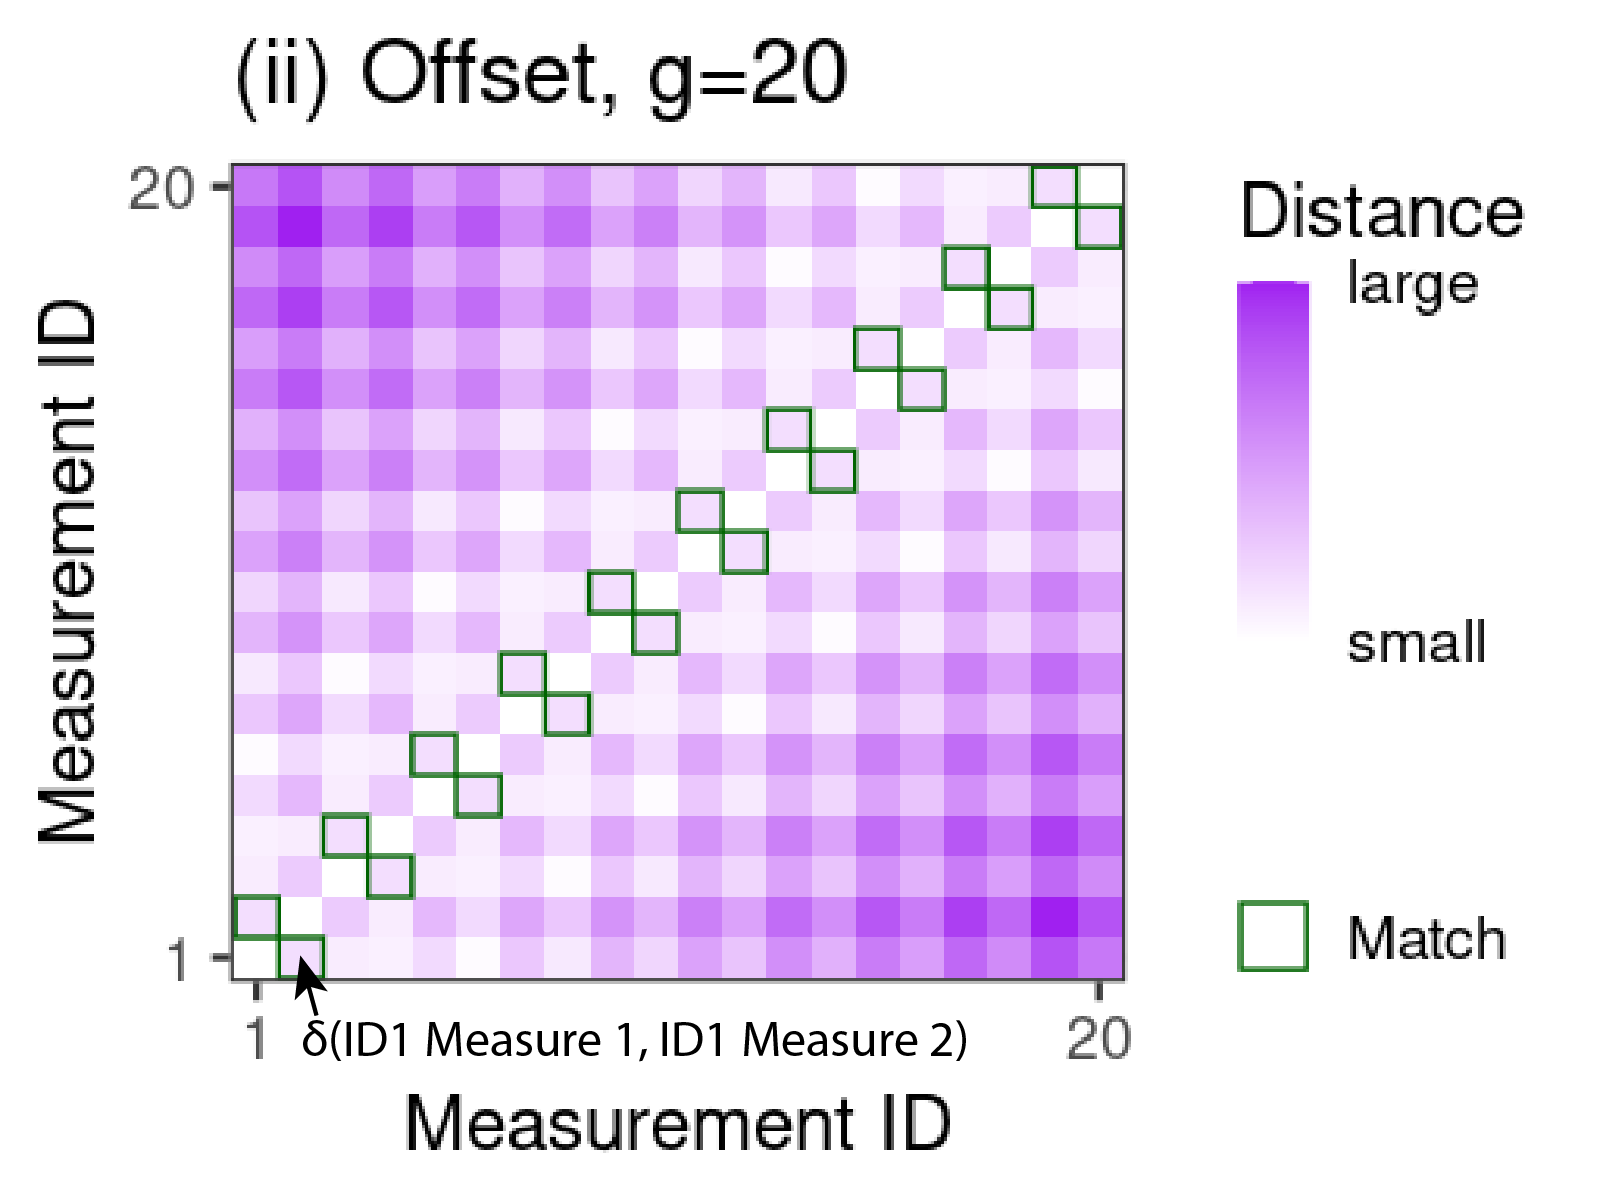 (ii) Offset, g=20
20
Measurement ID
1
1
20
δ(ID1 Measure 1, ID1 Measure 2)
Measurement ID
Distance
large
small
Match